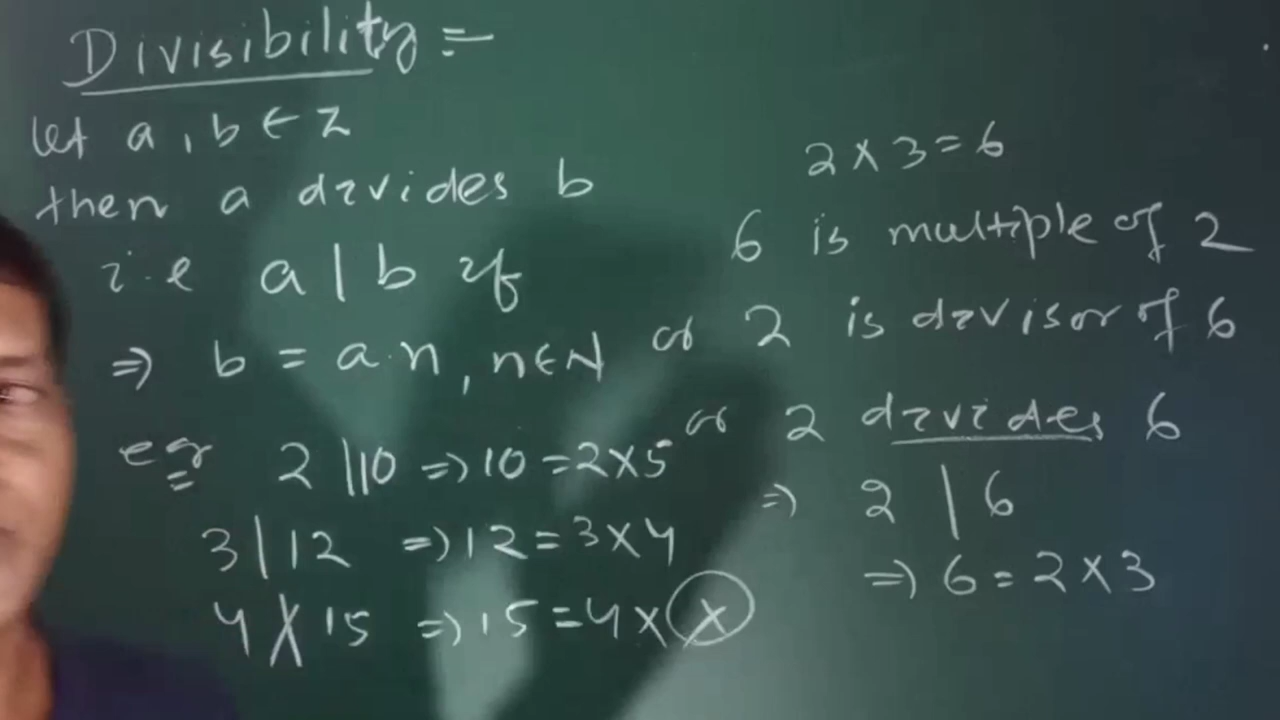 Divisibility :-
let a, b ∈ Z
then a divides b
i.e a | b if
⇒ b = a·n, n∈N
eg 2 | 10 ⇒ 10 = 2×5
3 | 12 ⇒ 12 = 3×4
4 ∤ 15 ⇒ 15 = 4× x
2 × 3 = 6
6 is multiple of 2
or 2 is divisor of 6
or 2 divides 6
⇒ 2 | 6
⇒ 6 = 2 × 3